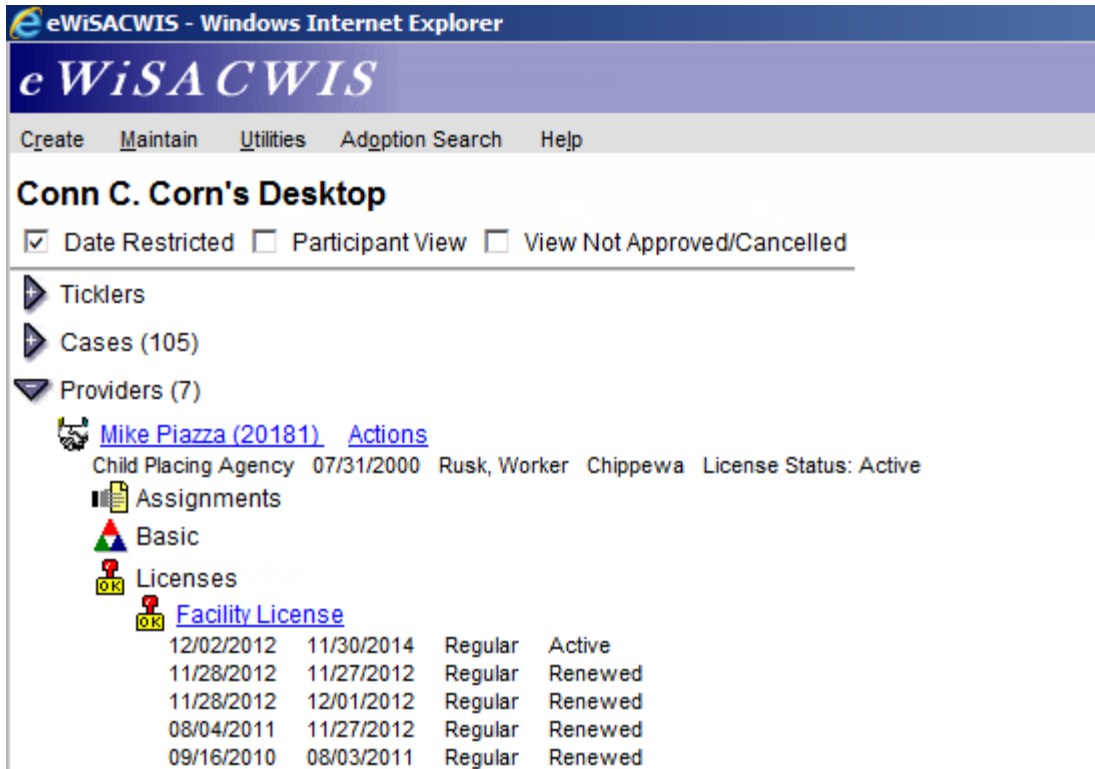 eWiSACWIS - Windows Internet Explorer
e WiSACWIS
Create Maintain Utilities Adoption Search Help
Conn C. Corn's Desktop
Date Restricted Participant View View Not Approved/Cancelled
Ticklers
Cases (105)
Providers (7)
Mike Piazza (20181) Actions
Child Placing Agency 07/31/2000 Rusk, Worker Chippewa License Status: Active
Assignments
Basic
OK Licenses
OK Facility License
12/02/2012 11/30/2014 Regular Active
11/28/2012 11/27/2012 Regular Renewed
11/28/2012 12/01/2012 Regular Renewed
08/04/2011 11/27/2012 Regular Renewed
09/16/2010 08/03/2011 Regular Renewed